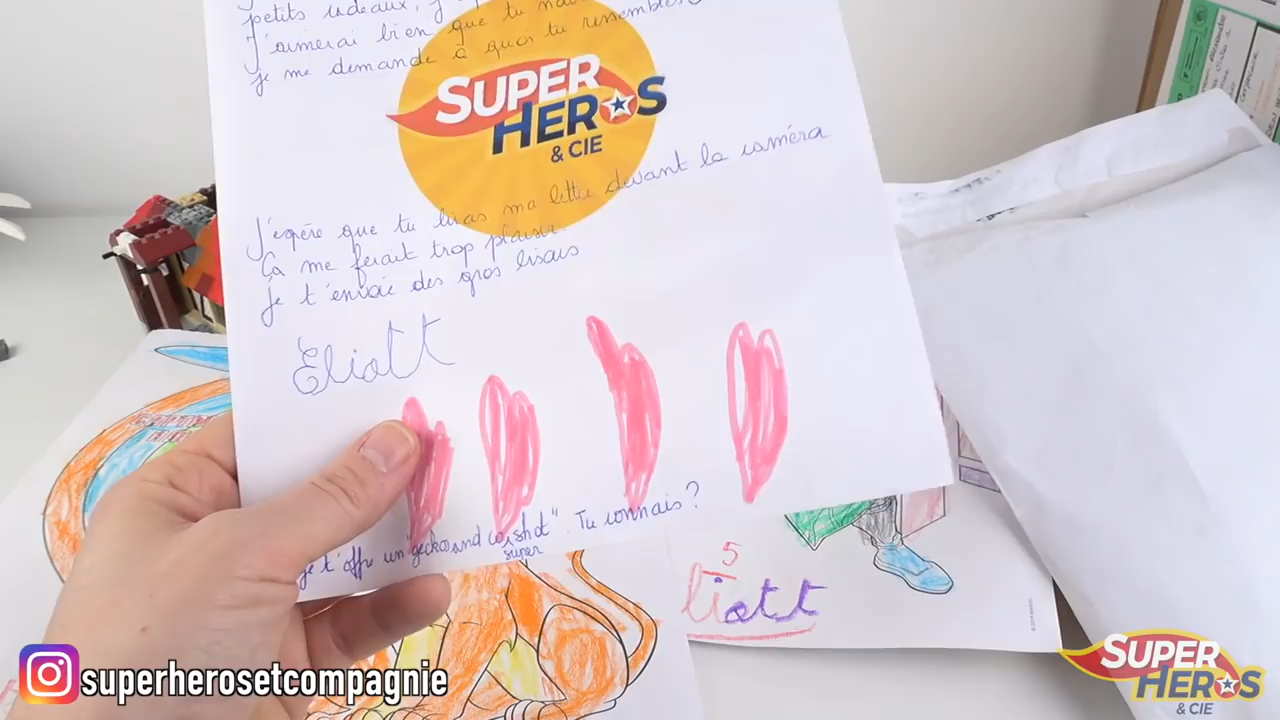 petits cadeaux, j'
J'aimerai bien que tu
je me demande à quoi tu ressembles
SUPER
HEROS
& CIE
J'espère que tu liras ma lettre devant la caméra
Ça me ferait trop plaisir
Je t'envoie des gros bisous
Eliott
je t'offre un "gecko and co, shot". Tu connais ?
super
5
liott
superherosetcompagnie
SUPER
HEROS
& CIE